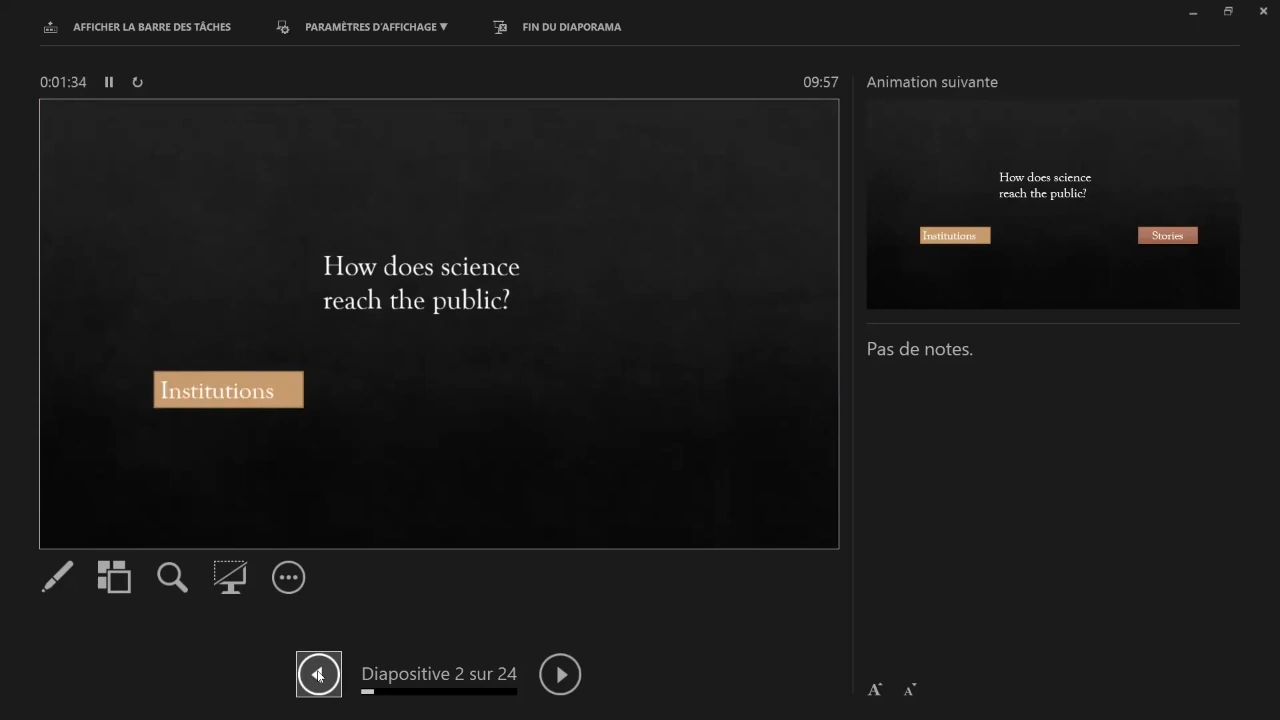 AFFICHER LA BARRE DES TÂCHES
PARAMÈTRES D'AFFICHAGE ▼
FIN DU DIAPORAMA
0:01:34
09:57
How does science
reach the public?
Institutions
Diapositive 2 sur 24
Animation suivante
How does science
reach the public?
Institutions
Stories
Pas de notes.
A
A